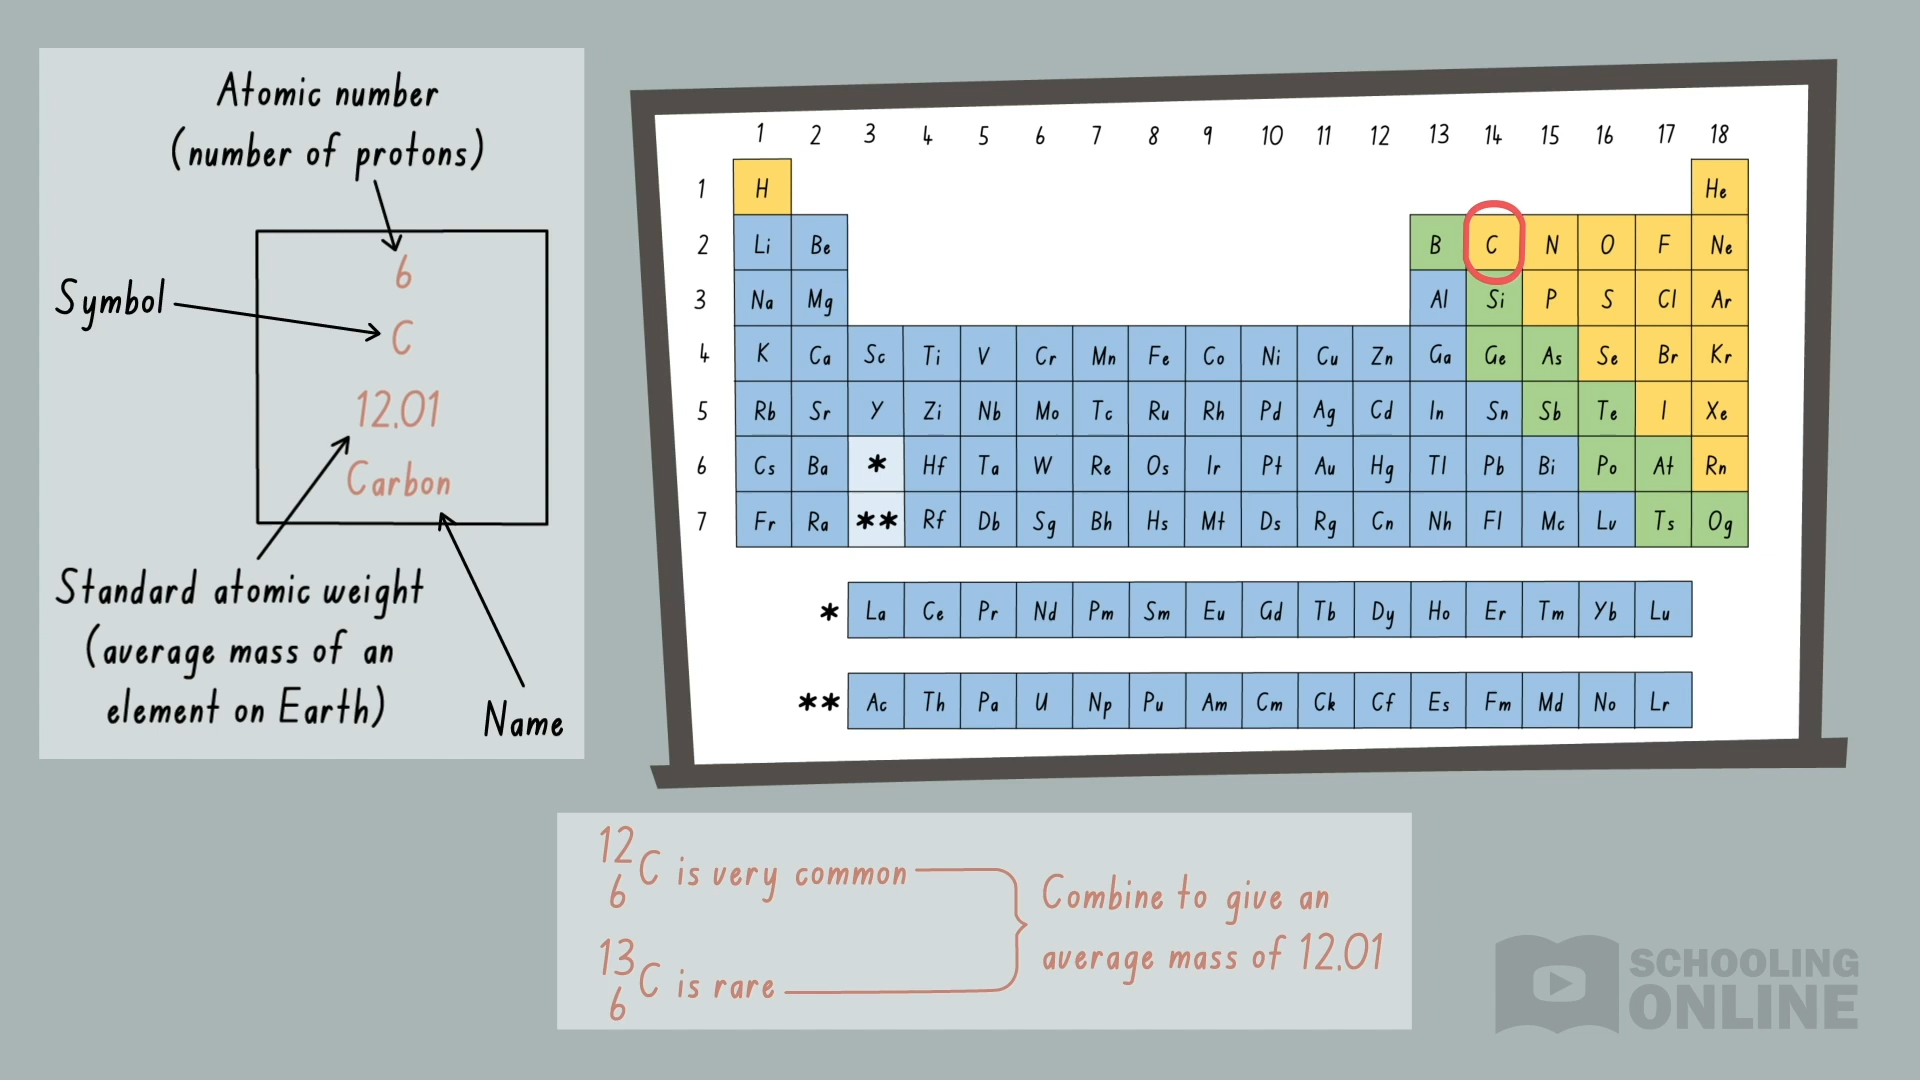 Atomic number
(number of protons)
6
Symbol
C
12.01
Carbon
Standard atomic weight
(average mass of an
element on Earth)
Name
1 2 3 4 5 6 7 8 9 10 11 12 13 14 15 16 17 18
1 H He
2 Li Be B C N O F Ne
3 Na Mg Al Si P S Cl Ar
4 K Ca Sc Ti V Cr Mn Fe Co Ni Cu Zn Ga Ge As Se Br Kr
5 Rb Sr Y Zi Nb Mo Tc Ru Rh Pd Ag Cd In Sn Sb Te I Xe
6 Cs Ba * Hf Ta W Re Os Ir Pt Au Hg Tl Pb Bi Po At Rn
7 Fr Ra ** Rf Db Sg Bh Hs Mt Ds Rg Cn Nh Fl Mc Lv Ts Og
* La Ce Pr Nd Pm Sm Eu Gd Tb Dy Ho Er Tm Yb Lu
** Ac Th Pa U Np Pu Am Cm Ck Cf Es Fm Md No Lr
12
6 C is very common
13
6 C is rare
Combine to give an
average mass of 12.01
SCHOOLING
ONLINE